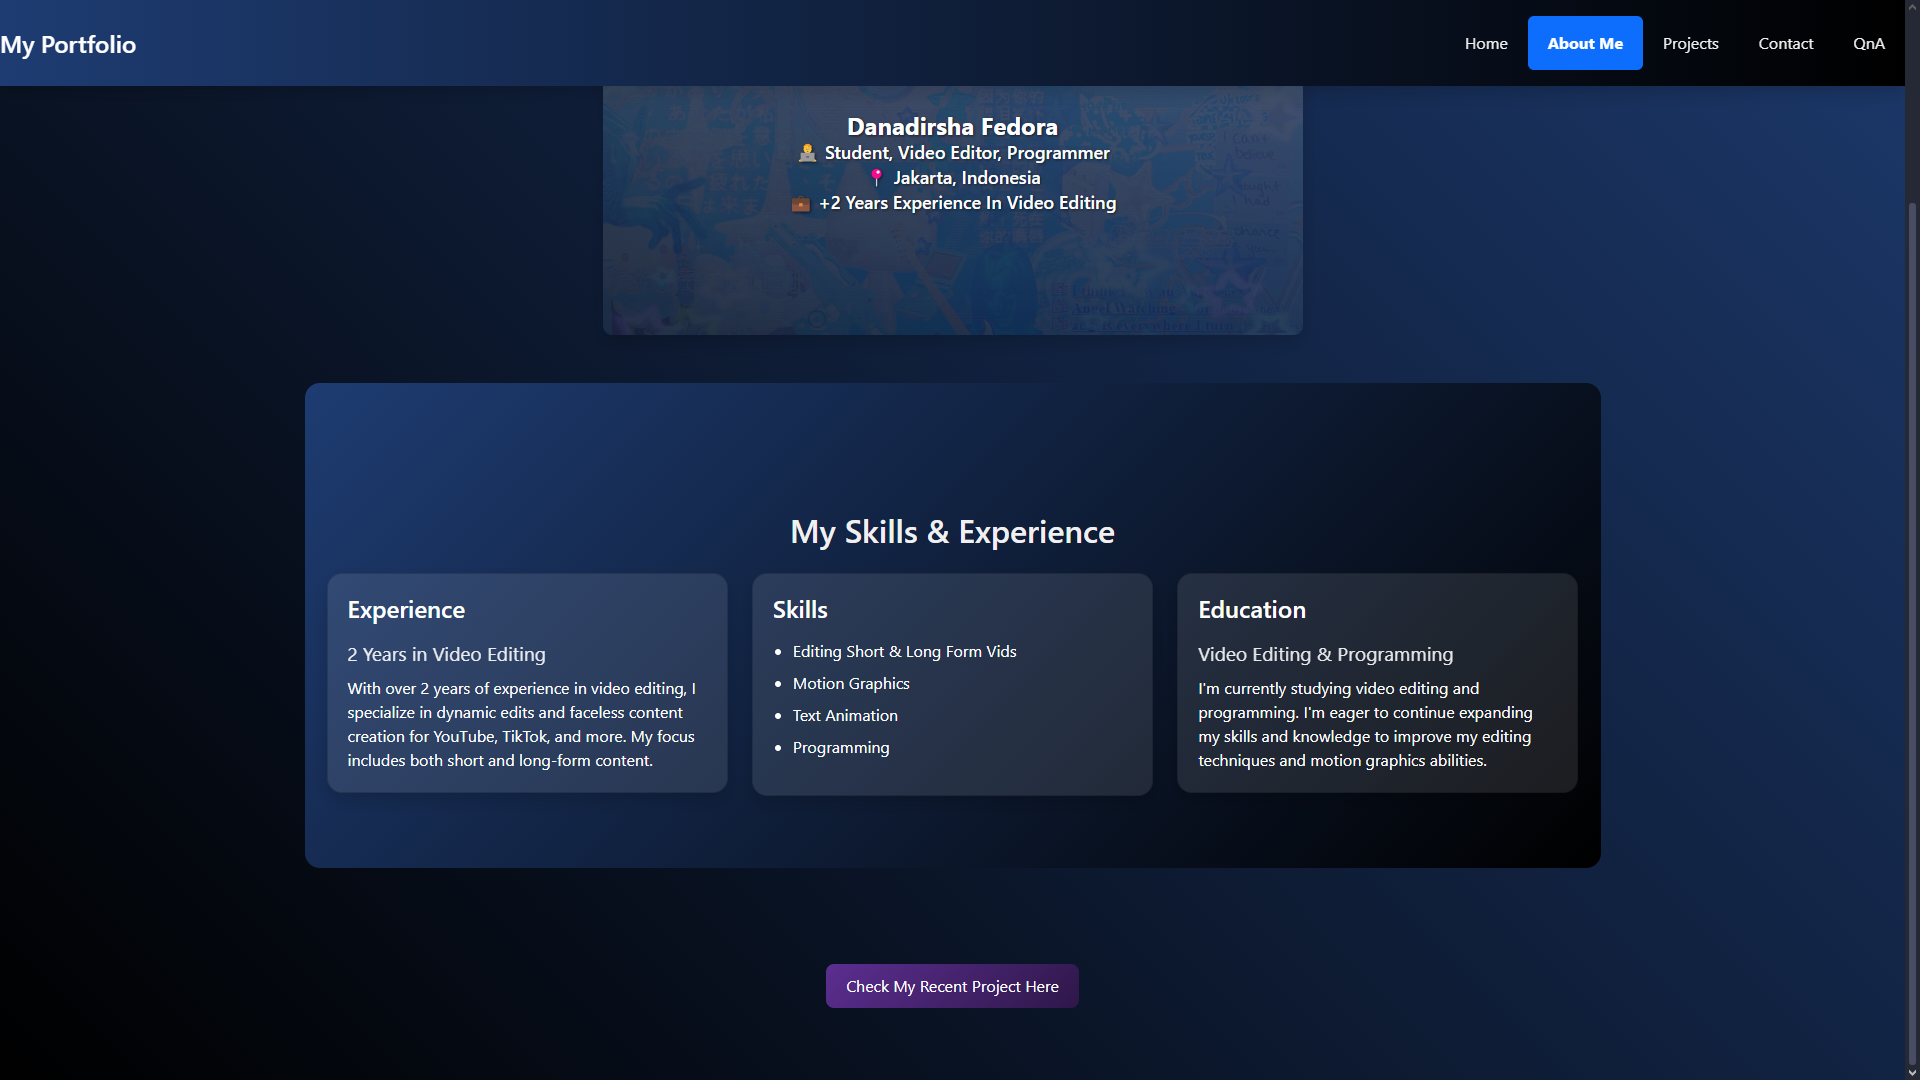 My Portfolio
Home
About Me
Projects
Contact
QnA
Danadirsha Fedora
Student, Video Editor, Programmer
Jakarta, Indonesia
+2 Years Experience In Video Editing
Angel Watching
My Skills & Experience
Experience
2 Years in Video Editing
With over 2 years of experience in video editing, I
specialize in dynamic edits and faceless content
creation for YouTube, TikTok, and more. My focus
includes both short and long-form content.
Skills
• Editing Short & Long Form Vids
• Motion Graphics
• Text Animation
• Programming
Education
Video Editing & Programming
I'm currently studying video editing and
programming. I'm eager to continue expanding
my skills and knowledge to improve my editing
techniques and motion graphics abilities.
Check My Recent Project Here